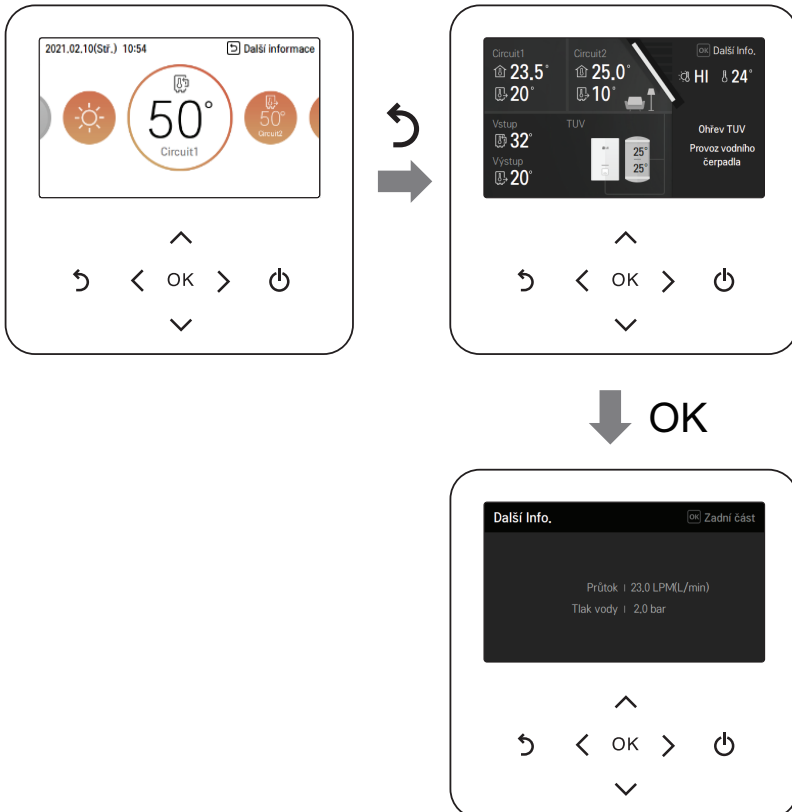 2021.02.10(Stř.) 10:54 Další informace
50°
Circuit1
50°
Circuit2
OK
Circuit1
23.5°
20°
Circuit2
25.0°
10°
OK Další Info.
HI 24°
Vstup
32°
Výstup
20°
TUV
25°
25°
Ohřev TUV
Provoz vodního
čerpadla
OK
OK
Další Info.
OK Zadní část
Průtok | 23.0 LPM(L/min)
Tlak vody | 2.0 bar
OK